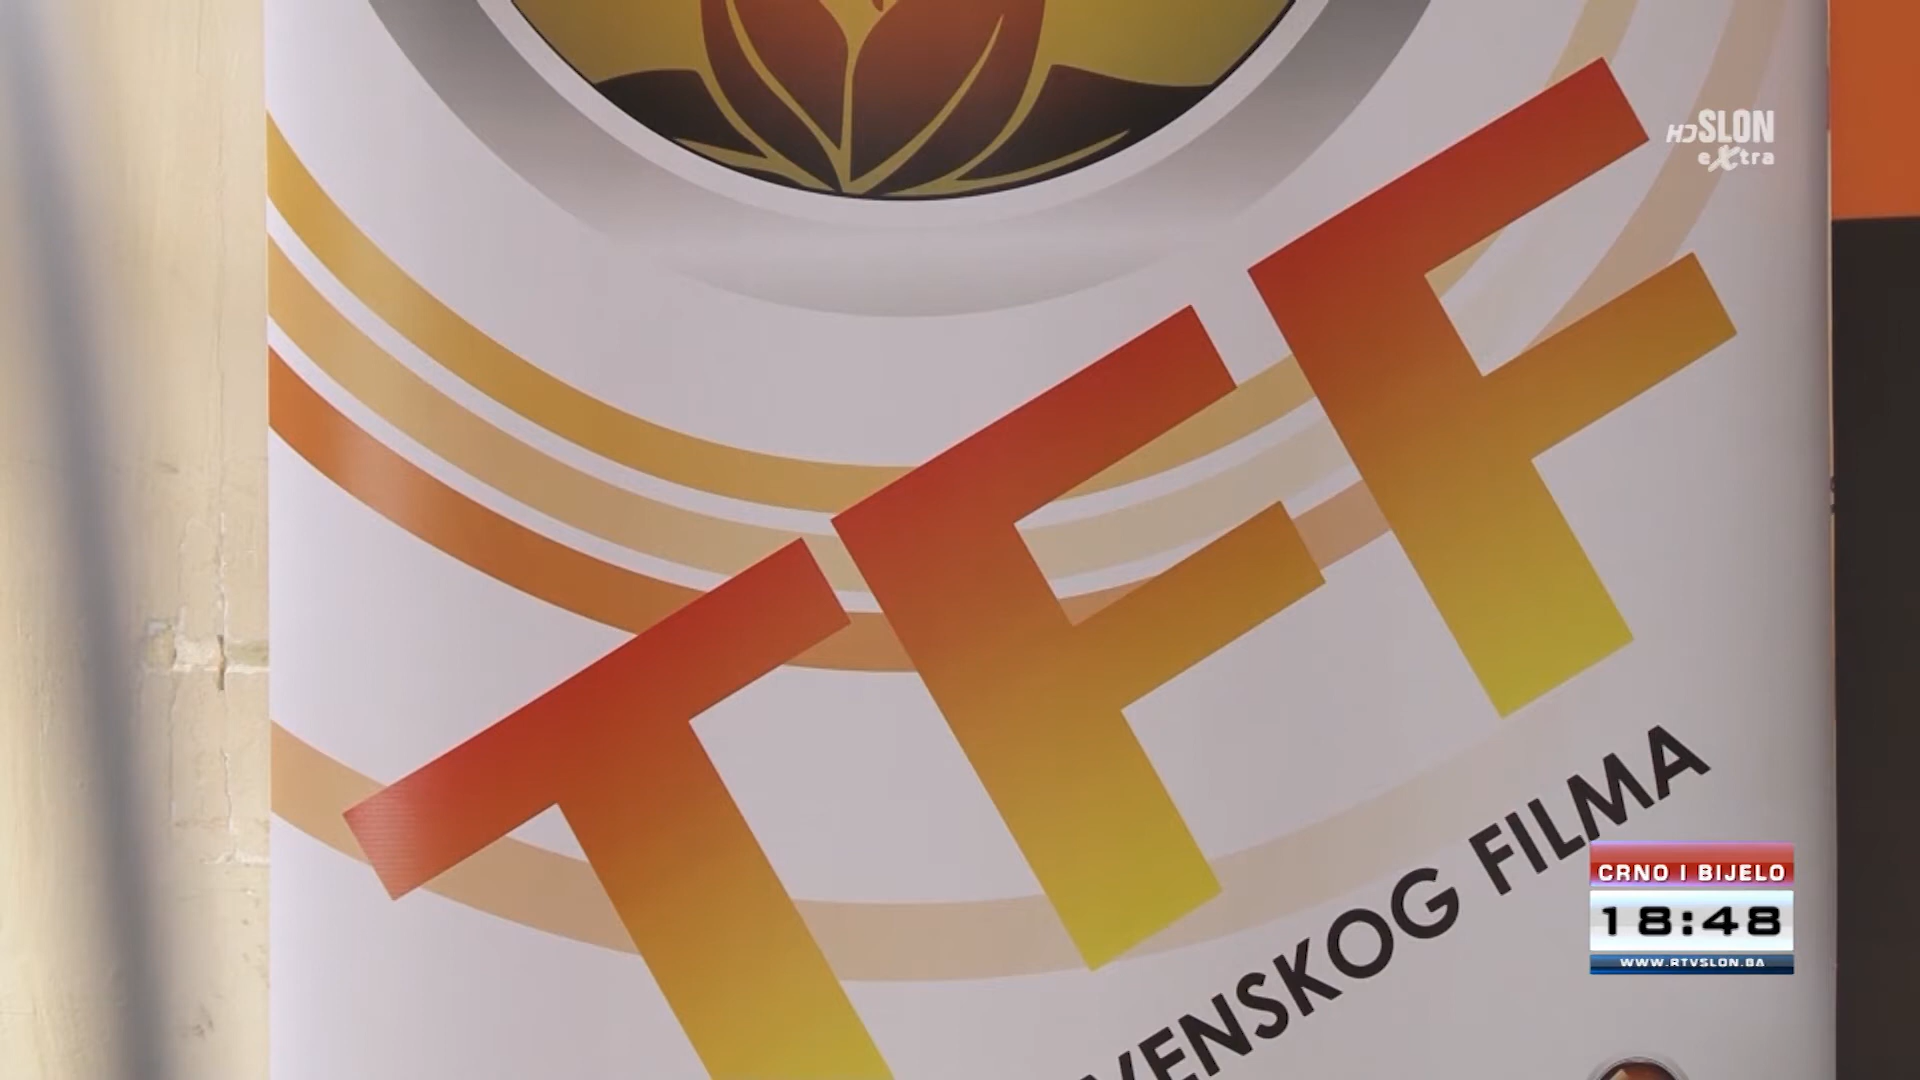 HD SLON
eXtra
TFF
VENSKOG FILMA
CRNO I BIJELO
18:48
WWW.RTVSLON.BA